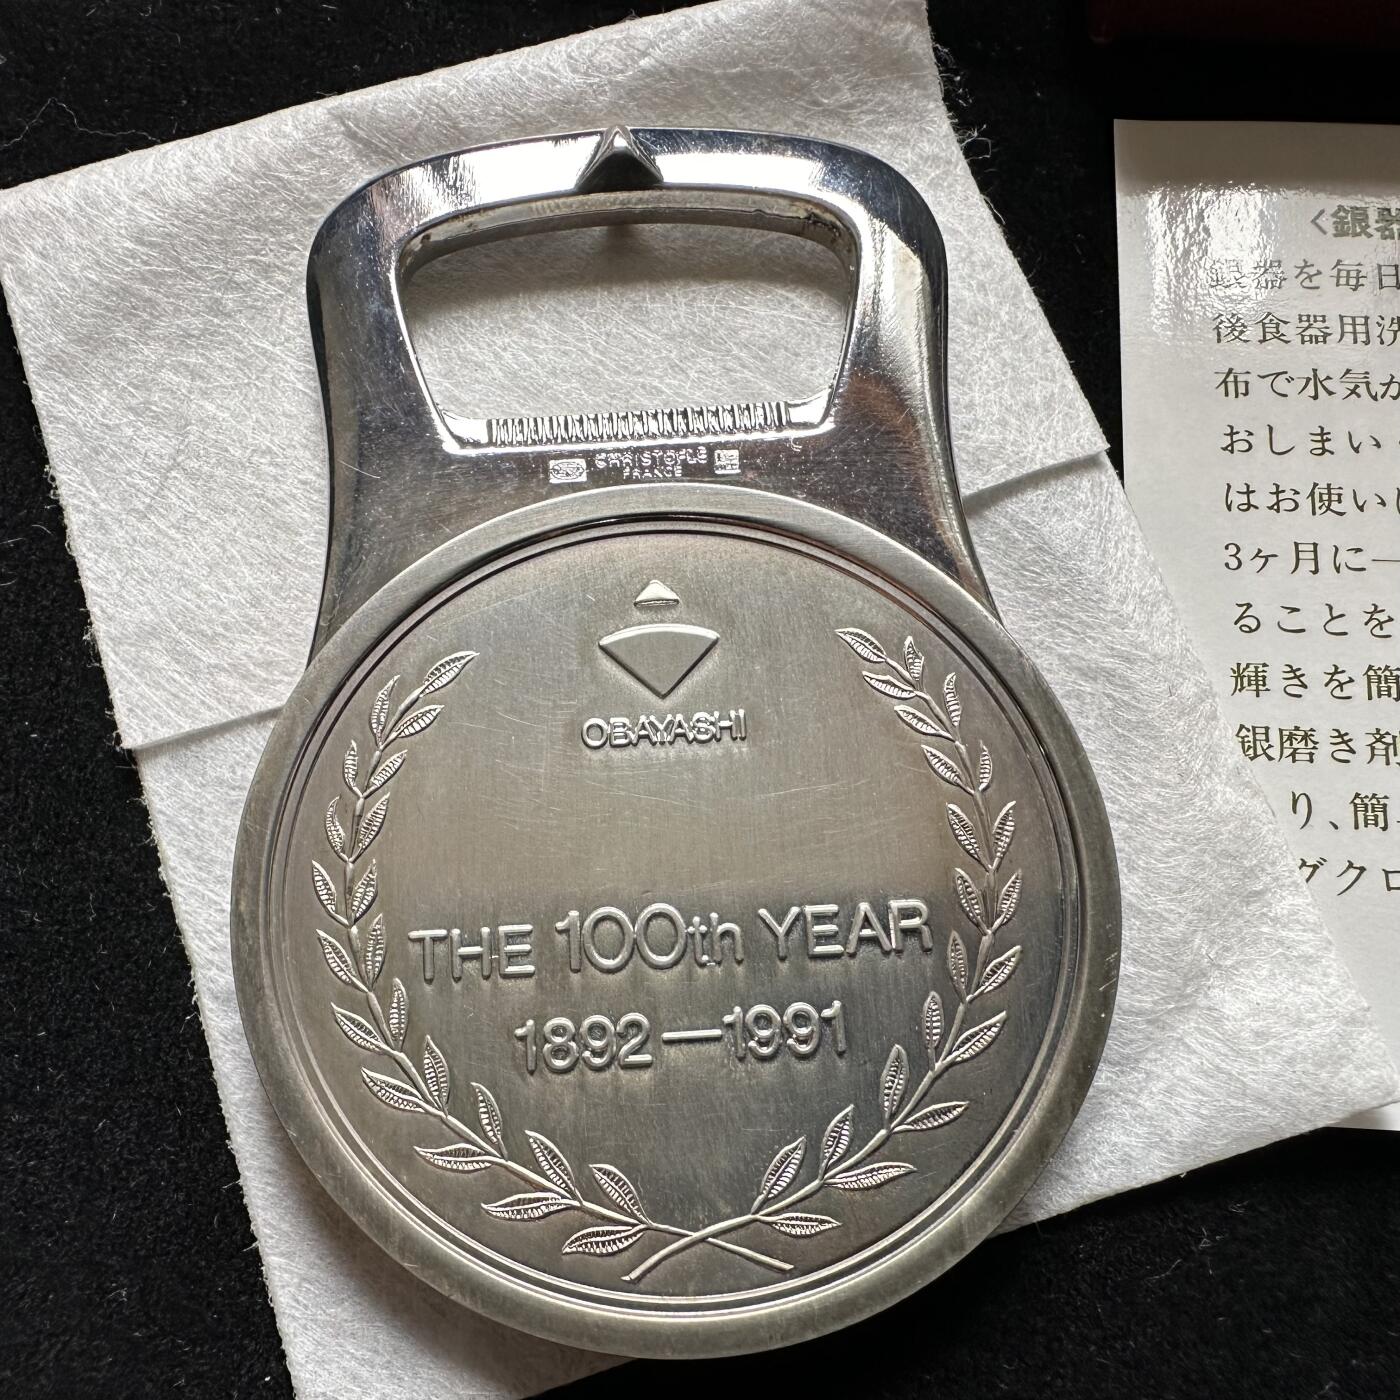 CHRISTOFLE
FRANCE
OBAYASHI
THE 100th YEAR
1892—1991
<銀器
銀器を毎日
後食器用洗
布で水気が
おしまい
はお使い
3ヶ月に一
ることを
輝きを簡
銀磨き剤
り、簡
グクロ